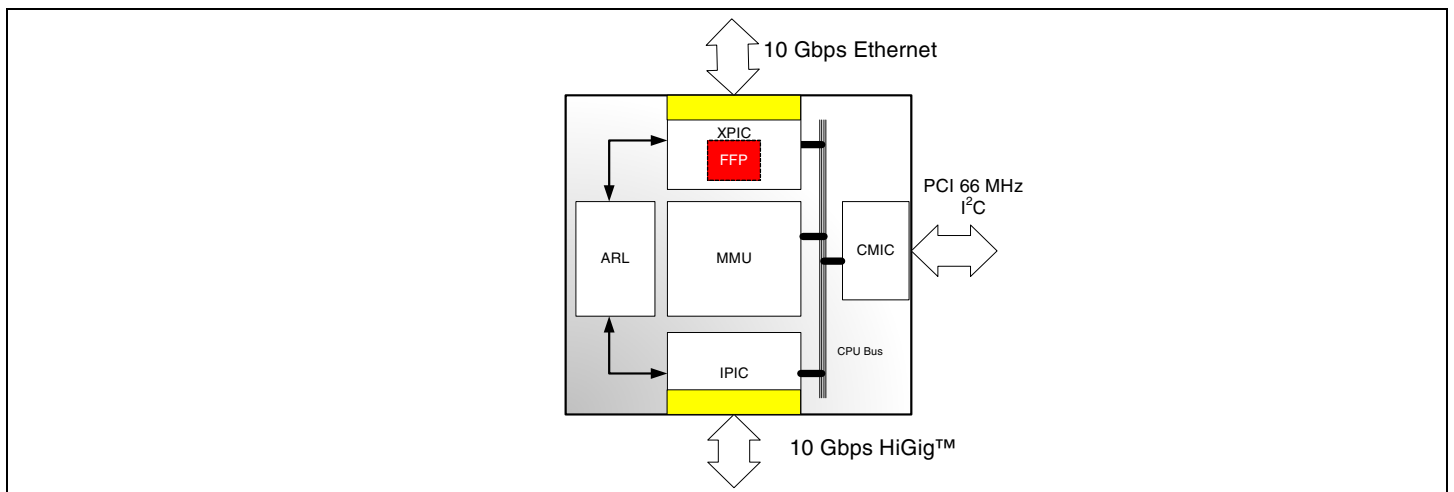 10 Gbps Ethernet
XPIC
FFP
PCI 66 MHz
I²C
ARL
MMU
CMIC
CPU Bus
IPIC
10 Gbps HiGig™